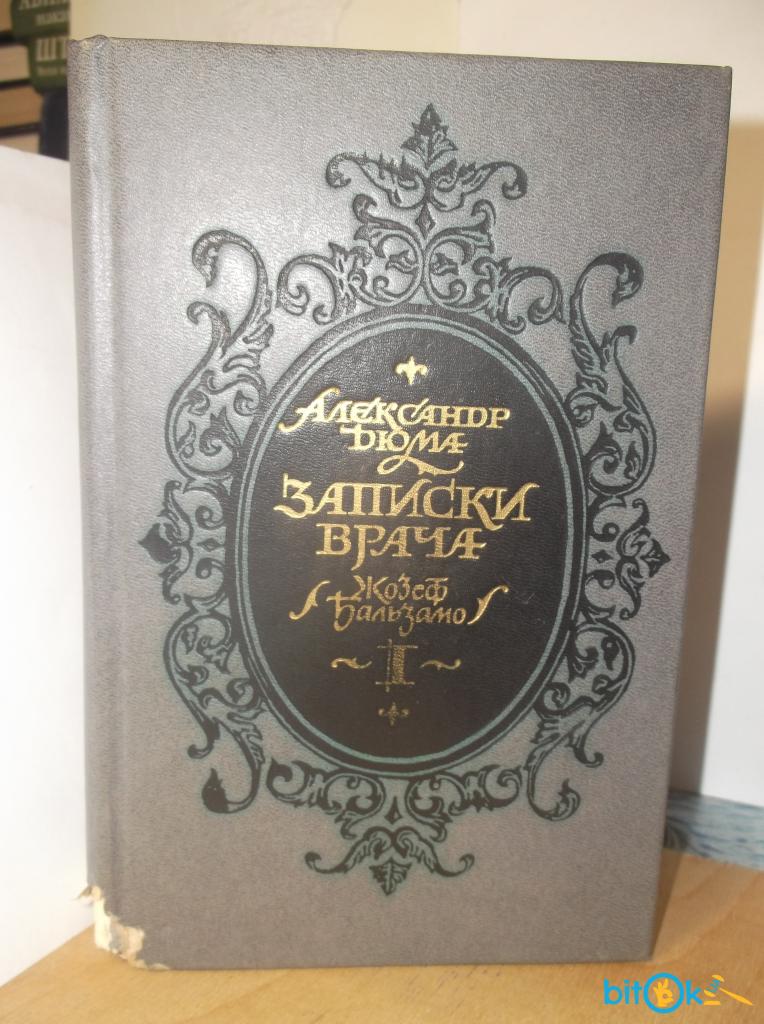 Александр
Дюма
Записки
врача
Жозеф
Бальзамо
I
bitok